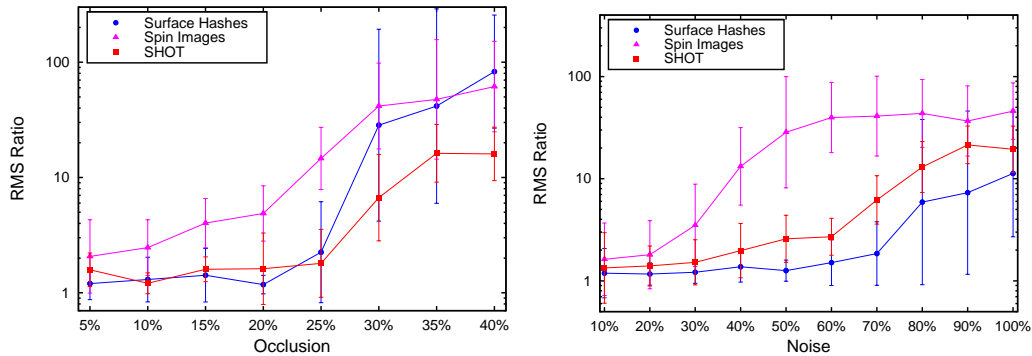 Surface Hashes
Spin Images
SHOT
100
10
1
RMS Ratio
5% 10% 15% 20% 25% 30% 35% 40%
Occlusion
Surface Hashes
Spin Images
SHOT
100
10
1
RMS Ratio
10% 20% 30% 40% 50% 60% 70% 80% 90% 100%
Noise